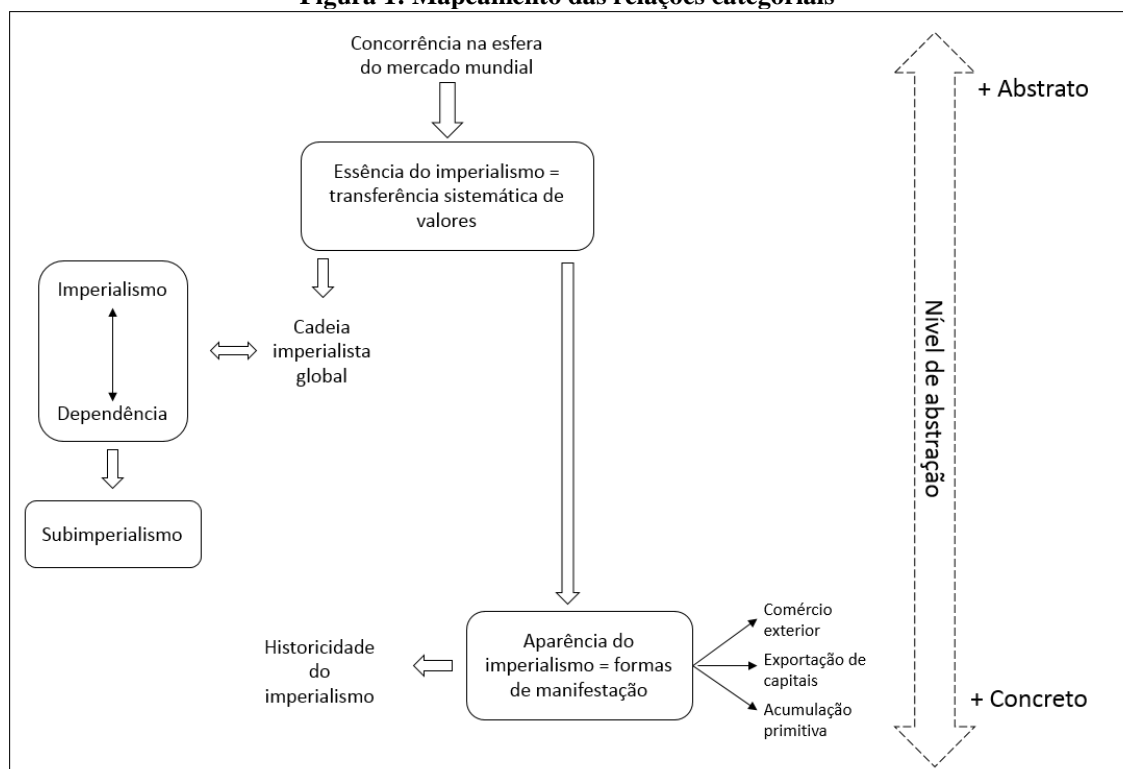 Figura 1: Mapeamento das relações categoriais
Concorrência na esfera
do mercado mundial
+ Abstrato
Essência do imperialismo =
transferência sistemática de
valores
Imperialismo
Dependência
Cadeia
imperialista
global
Subimperialismo
Nível de abstração
Historicidade
do
imperialismo
Aparência do
imperialismo = formas
de manifestação
Comércio
exterior
Exportação de
capitais
Acumulação
primitiva
+ Concreto